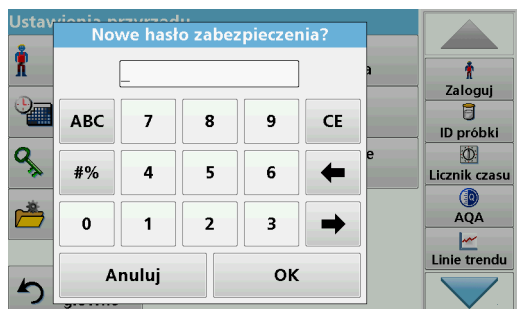 Ustawienia przyrządu
Nowe hasło zabezpieczenia?
_
ABC 7 8 9 CE
#% 4 5 6
0 1 2 3
Anuluj OK
Zaloguj
ID próbki
Licznik czasu
AQA
Linie trendu